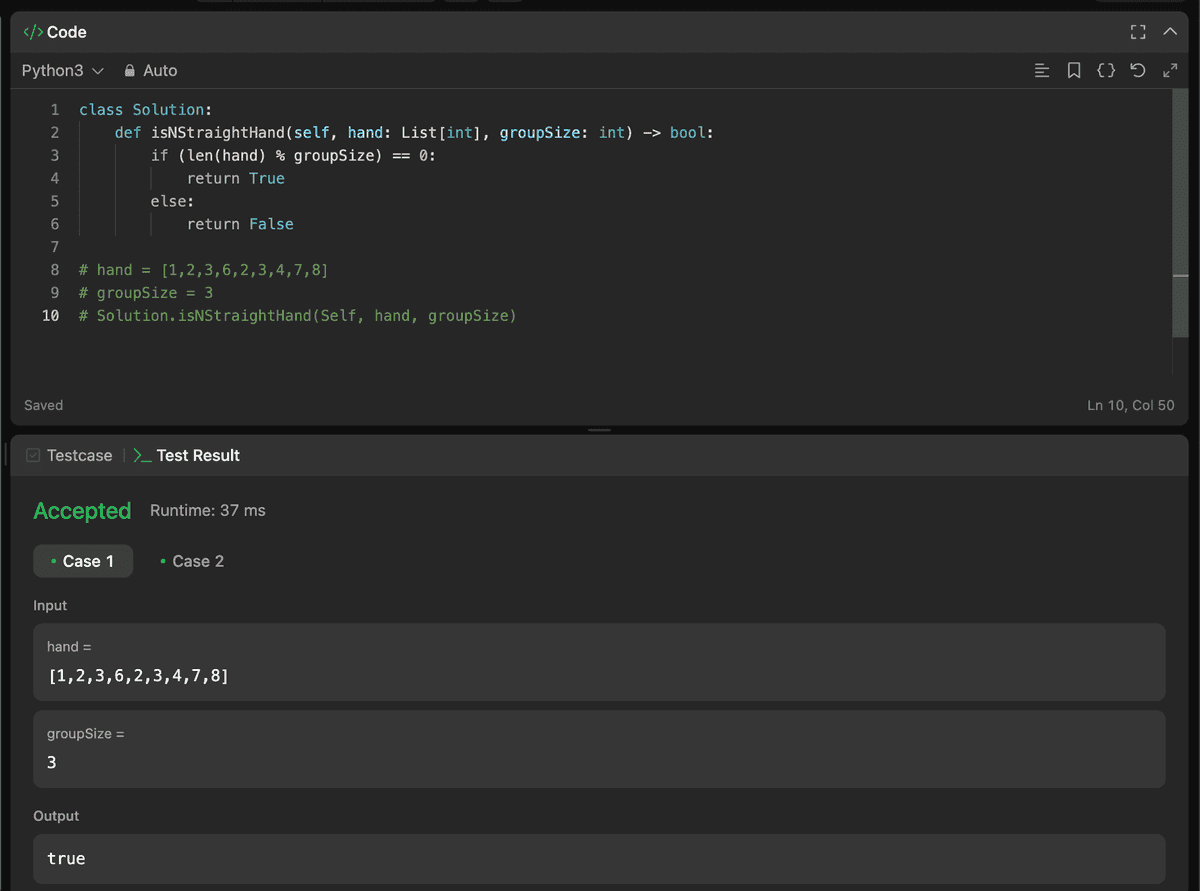 </> Code
Python3 Auto
1 class Solution:
2 def isNStraightHand(self, hand: List[int], groupSize: int) -> bool:
3 if (len(hand) % groupSize) == 0:
4 return True
5 else:
6 return False
7
8 # hand = [1,2,3,6,2,3,4,7,8]
9 # groupSize = 3
10 # Solution.isNStraightHand(Self, hand, groupSize)
Saved Ln 10, Col 50
Testcase >_ Test Result
Accepted Runtime: 37 ms
• Case 1 • Case 2
Input
hand =
[1,2,3,6,2,3,4,7,8]
groupSize =
3
Output
true